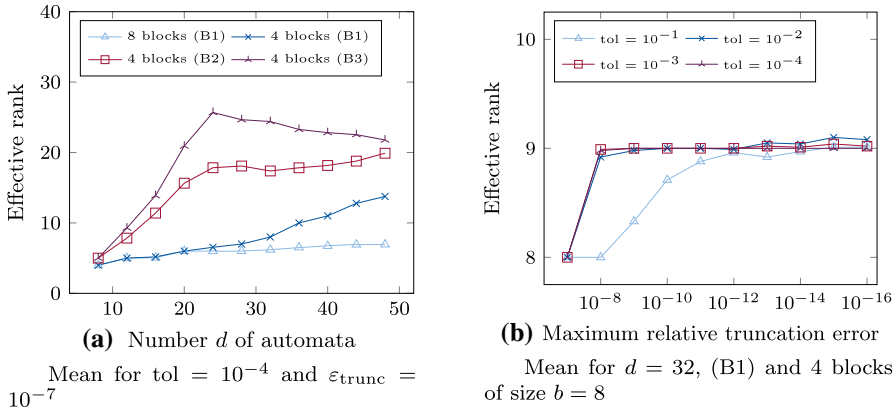 40
30
20
10
0
Effective rank
8 blocks (B1)
4 blocks (B1)
4 blocks (B2)
4 blocks (B3)
10
20
30
40
50
(a) Number d of automata
Mean for tol = 10⁻⁴ and ε_trunc =
10⁻⁷
10
9
8
Effective rank
tol = 10⁻¹
tol = 10⁻²
tol = 10⁻³
tol = 10⁻⁴
10⁻⁸
10⁻¹⁰
10⁻¹²
10⁻¹⁴
10⁻¹⁶
(b) Maximum relative truncation error
Mean for d = 32, (B1) and 4 blocks
of size b = 8